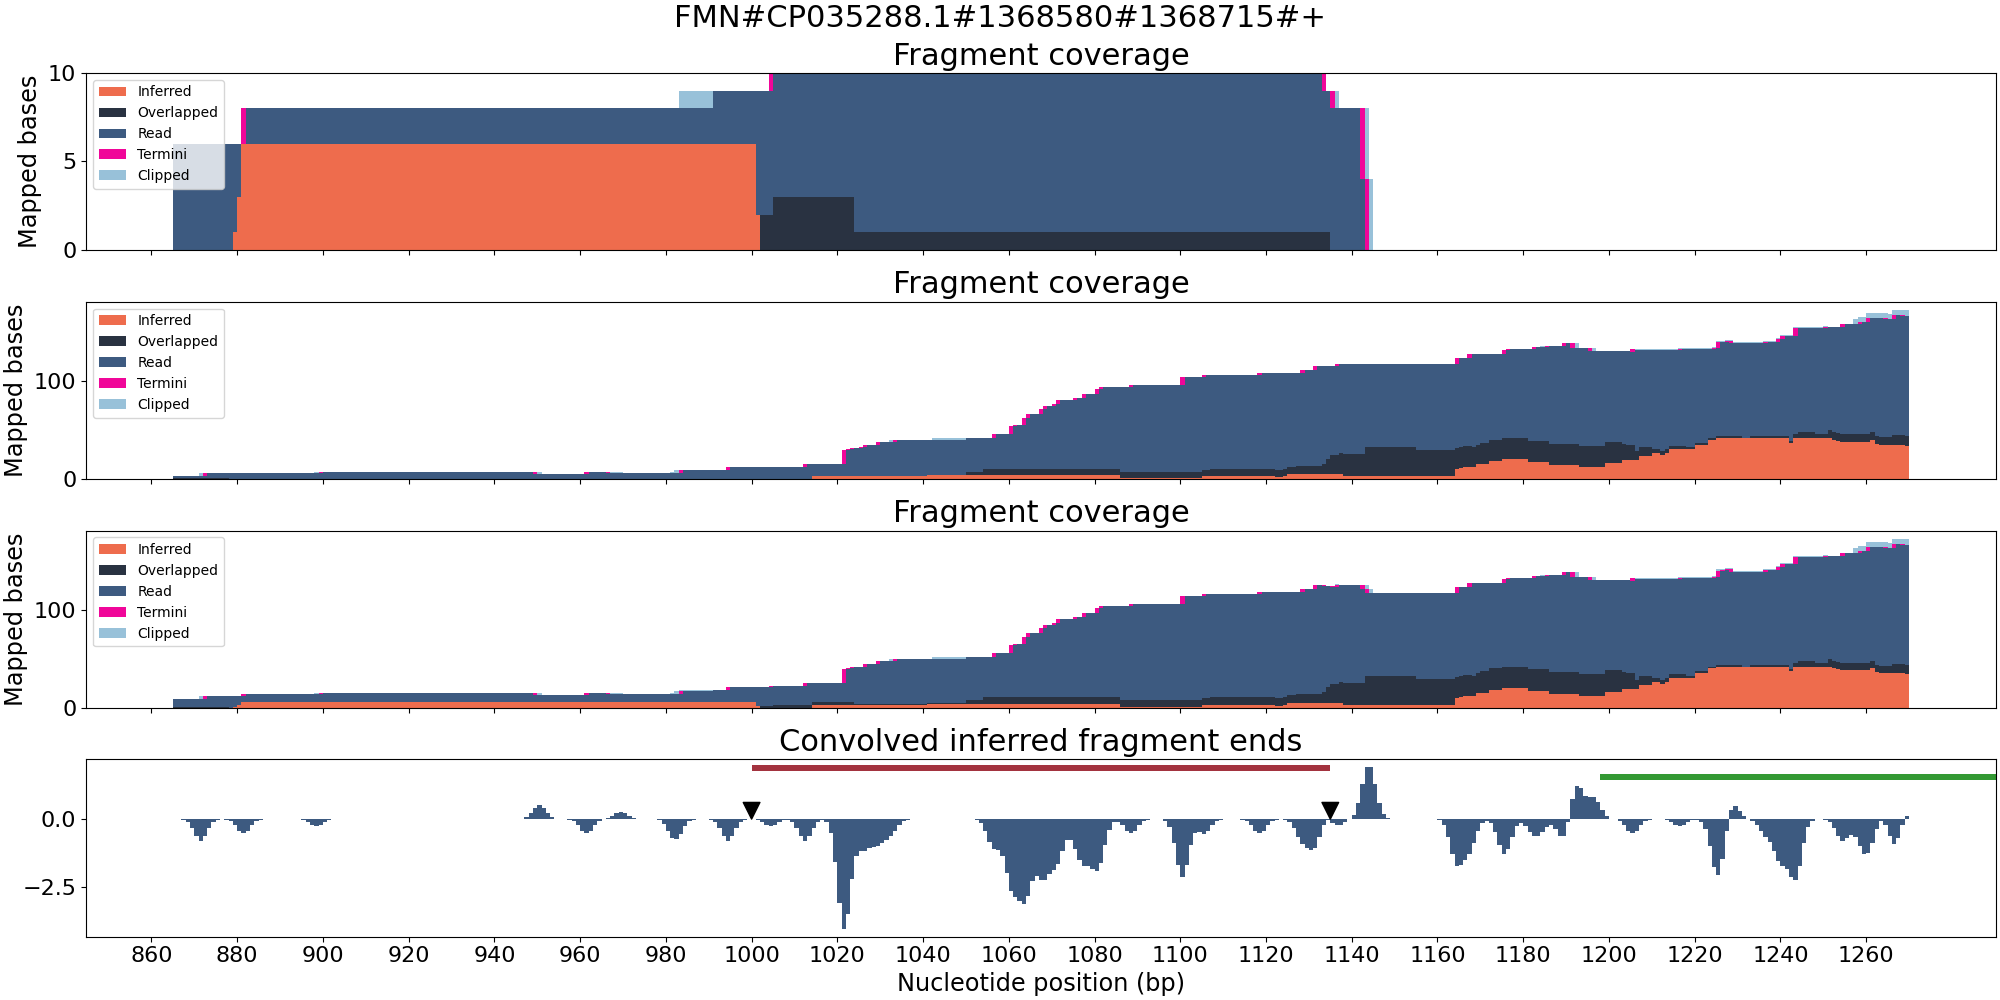 FMN#CP035288.1#1368580#1368715#+
Fragment coverage
Mapped bases
10
5
0
Inferred
Overlapped
Read
Termini
Clipped
Fragment coverage
Mapped bases
100
0
Inferred
Overlapped
Read
Termini
Clipped
Fragment coverage
Mapped bases
100
0
Inferred
Overlapped
Read
Termini
Clipped
Convolved inferred fragment ends
0.0
−2.5
860 880 900 920 940 960 980 1000 1020 1040 1060 1080 1100 1120 1140 1160 1180 1200 1220 1240 1260
Nucleotide position (bp)